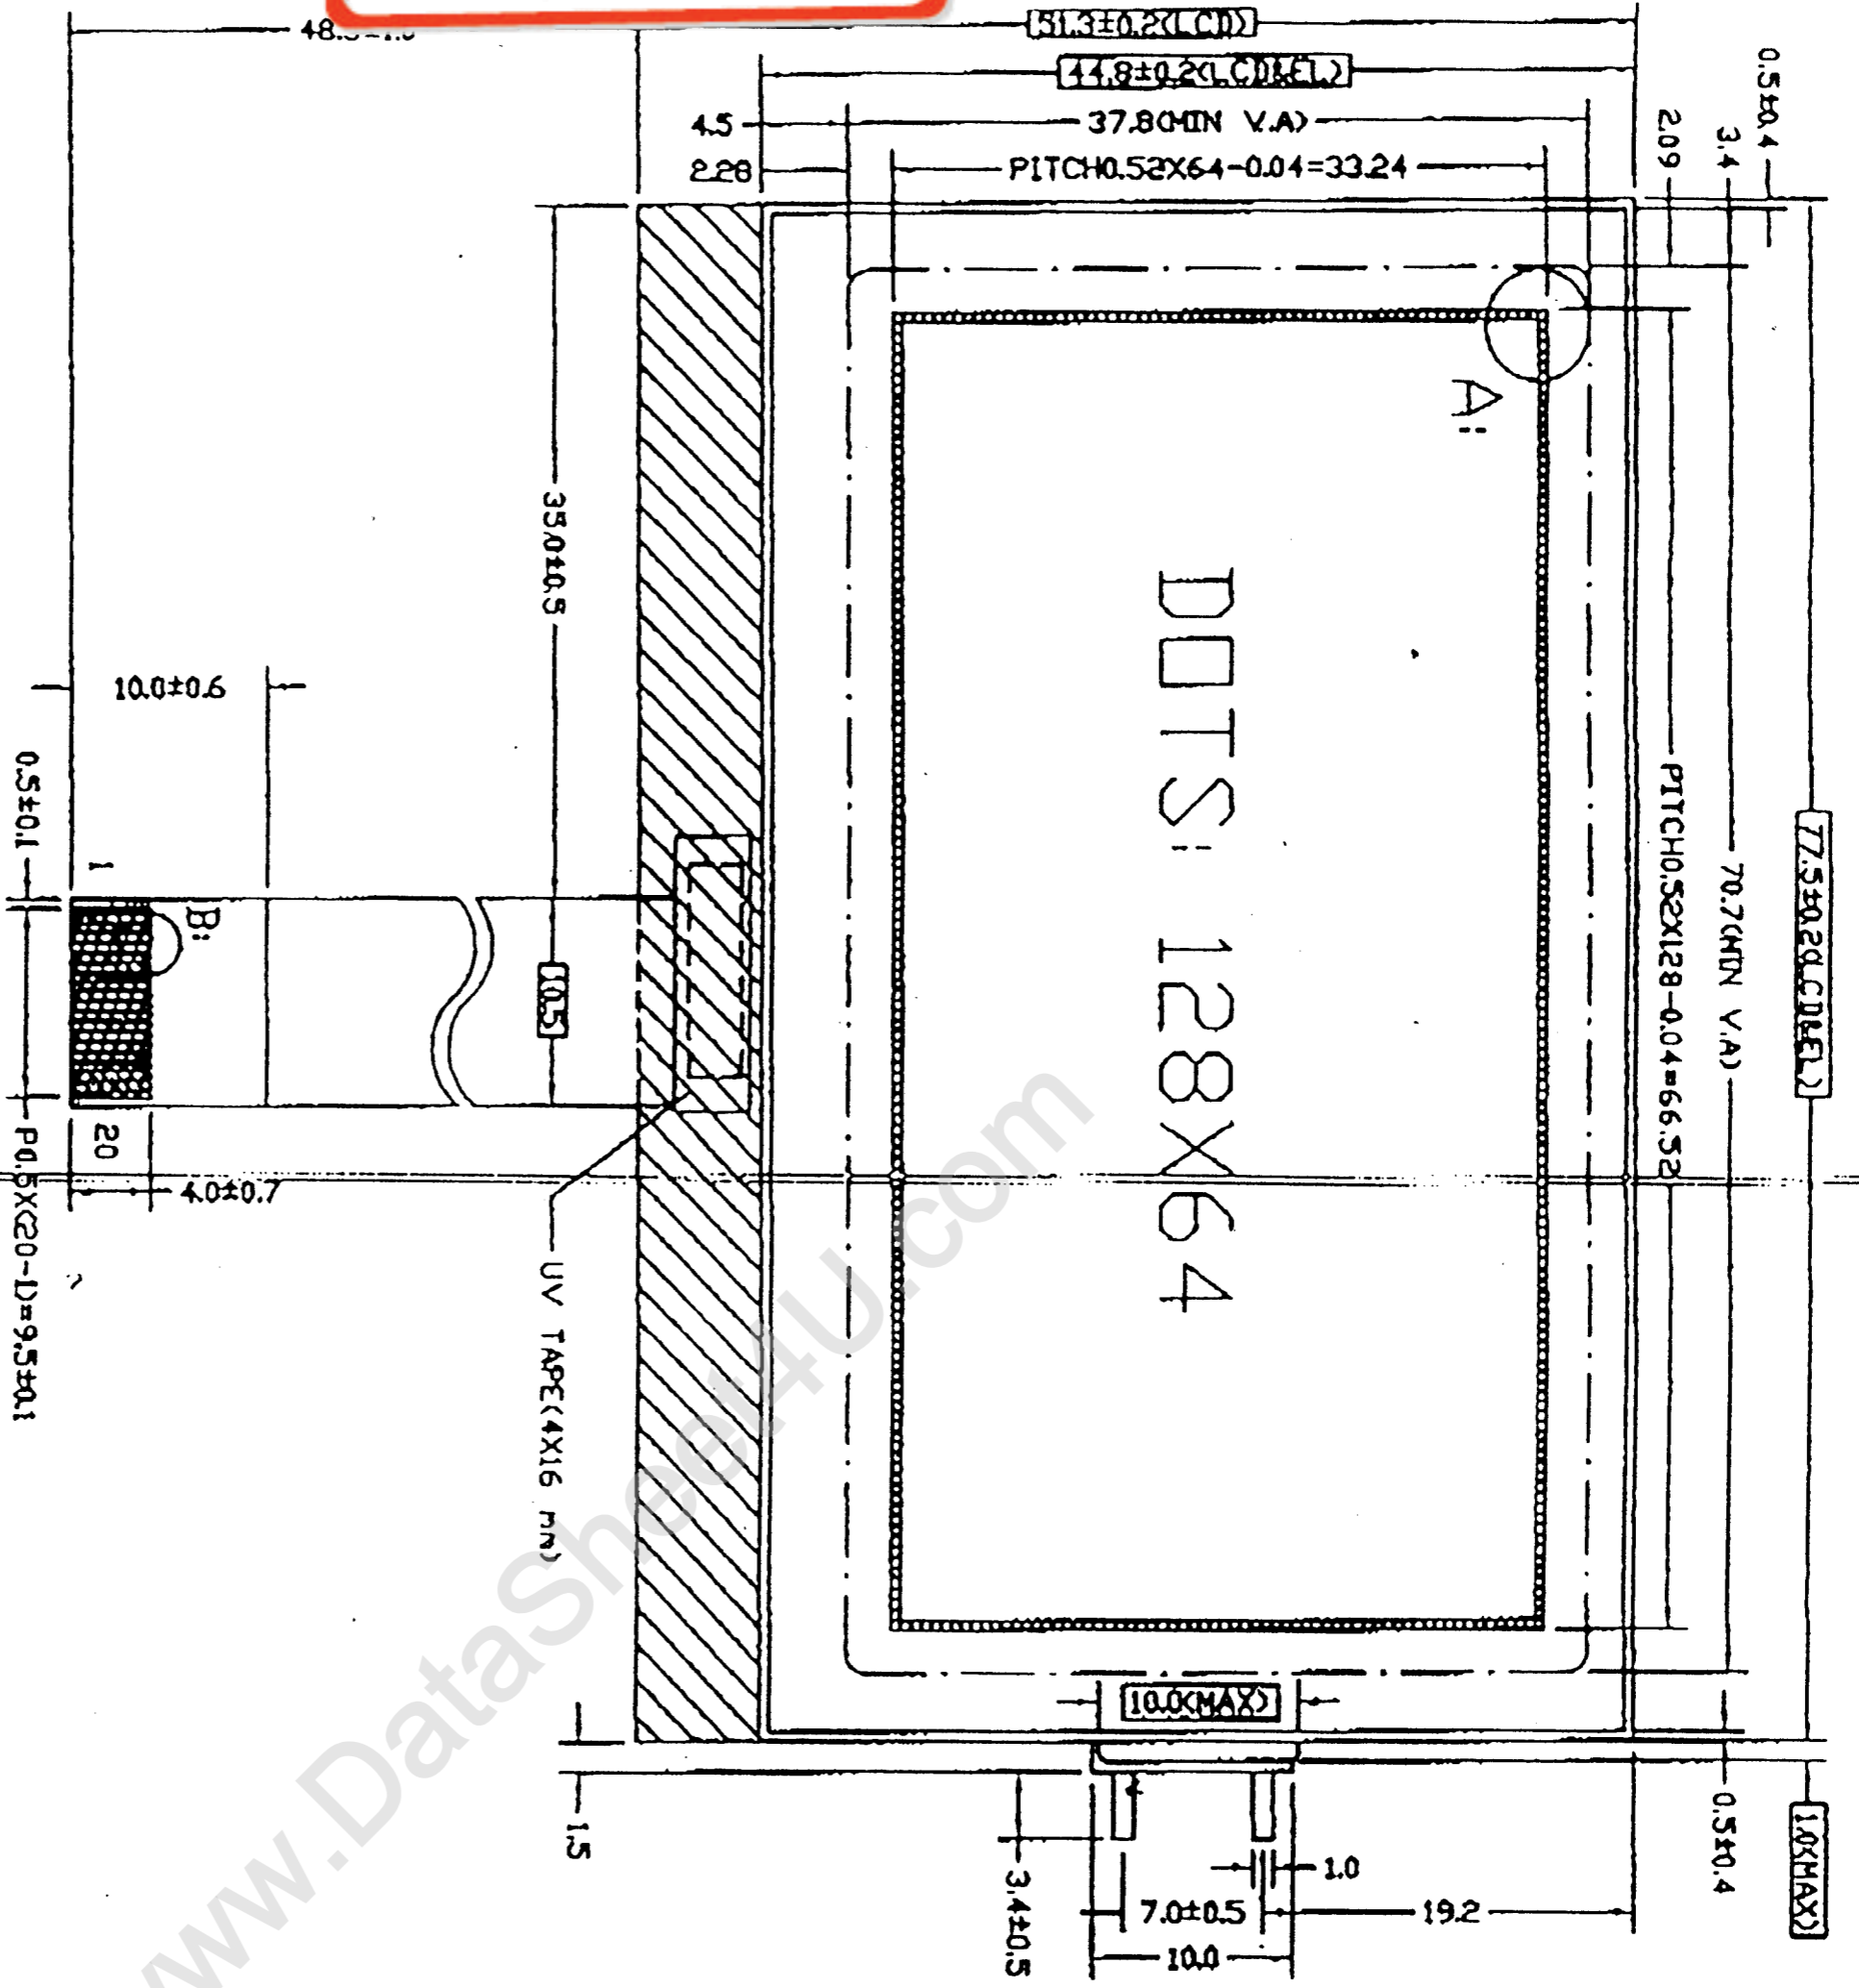 51.3±0.2(LCD)
44.8±0.2(LCD&EL)
4.5
37.8(MIN V.A)
2.28
PITCH0.52X64-0.04=33.24
0.5±0.4
3.4
2.09
77.5±0.2(LCD&EL)
70.7(MIN V.A)
PITCH0.52X128-0.04=66.52
A:
DOTS: 128X64
35.0±0.5
10.5
10.0±0.6
0.5±0.1
1
B:
20
4.0±0.7
P0.5X(20-1)=9.5±0.1
UV TAPE(4X16 mm)
10.0(MAX)
1.5
3.4±0.5
1.0
7.0±0.5
19.2
10.0
0.5±0.4
1.0(MAX)
www.DataSheet4U.com